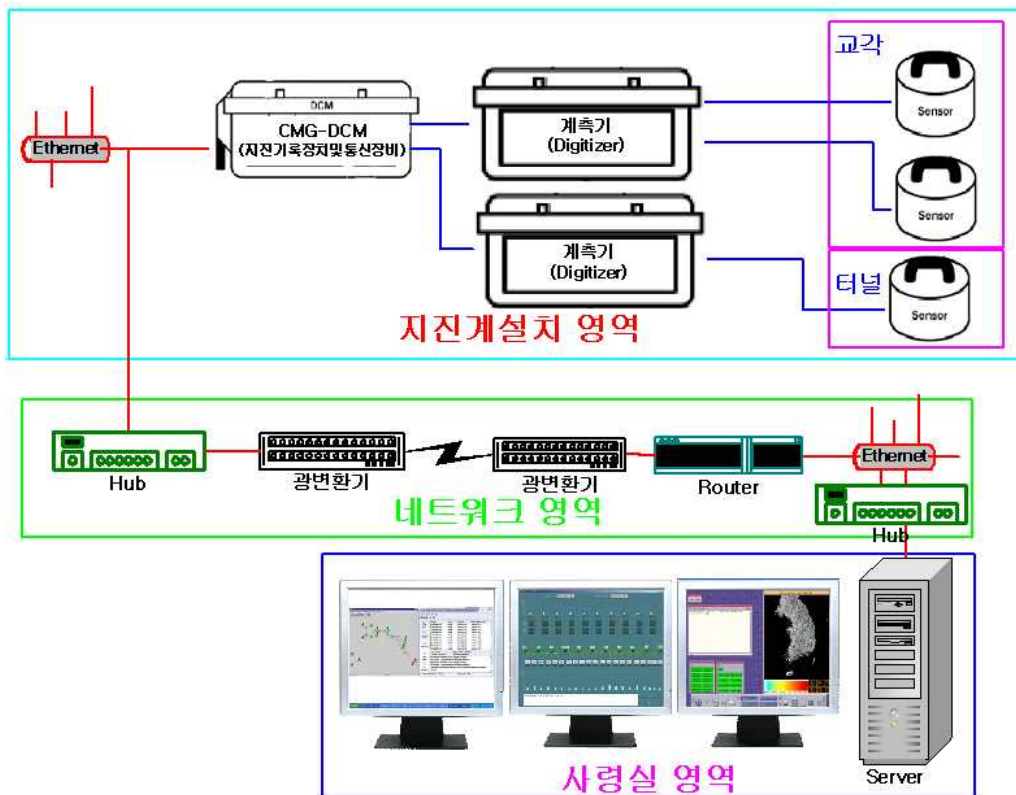 교각
Sensor
DCM
CMG-DCM
(지진기록장치및통신장비)
계측기
(Digitizer)
Ethernet
Sensor
계측기
(Digitizer)
터널
Sensor
지진계설치 영역
Hub
광변환기
광변환기
Router
Ethernet
네트워크 영역
Hub
사령실 영역
Server